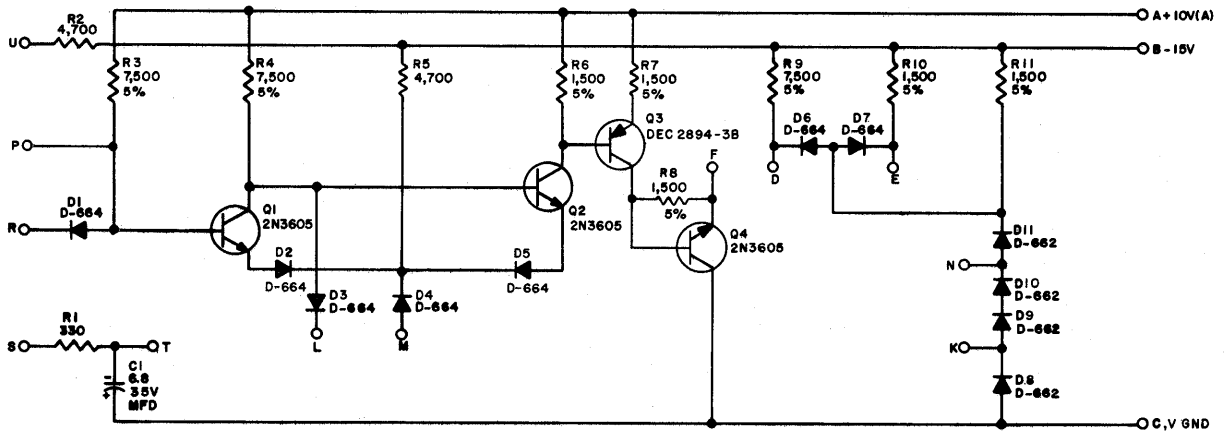 A+10V(A)
U
R2
4,700
B-15V
R3
7,500
5%
R4
7,500
5%
R5
4,700
R6
1,500
5%
R7
1,500
5%
R9
7,500
5%
R10
1,500
5%
R11
1,500
5%
Q3
DEC 2894-3B
D6
D-664
D7
D-664
P
F
D
E
R8
1,500
5%
D1
D-664
R
Q1
2N3605
Q2
2N3605
Q4
2N3605
D2
D-664
D5
D-664
D11
D-662
N
D3
D-664
D4
D-664
D10
D-662
D9
D-662
L
M
R1
330
S
T
K
C1
6.8
35V
MFD
D8
D-662
C,V GND